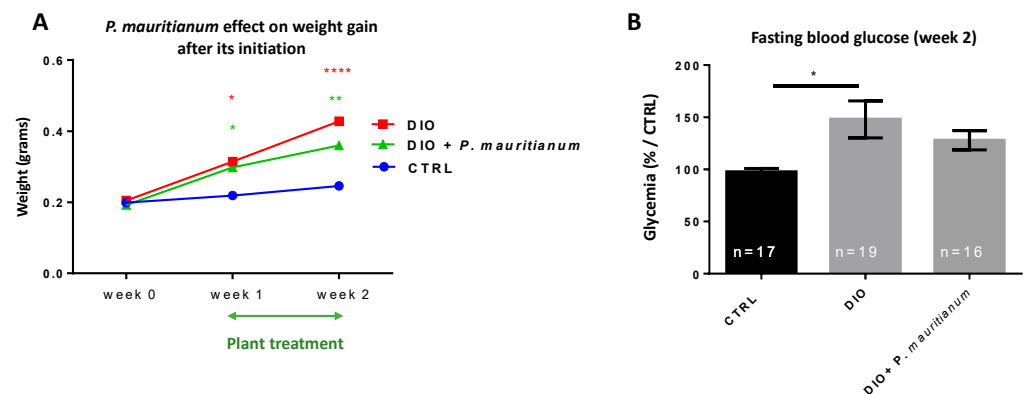 A
P. mauritianum effect on weight gain
after its initiation
Weight (grams)
0.6
0.4
0.2
0.0
*
*
****
**
DIO
DIO + P. mauritianum
CTRL
week 0
week 1
week 2
Plant treatment
B
Fasting blood glucose (week 2)
Glycemia (% / CTRL)
200
150
100
50
0
*
n=17
n=19
n=16
CTRL
DIO
DIO+ P. mauritianum